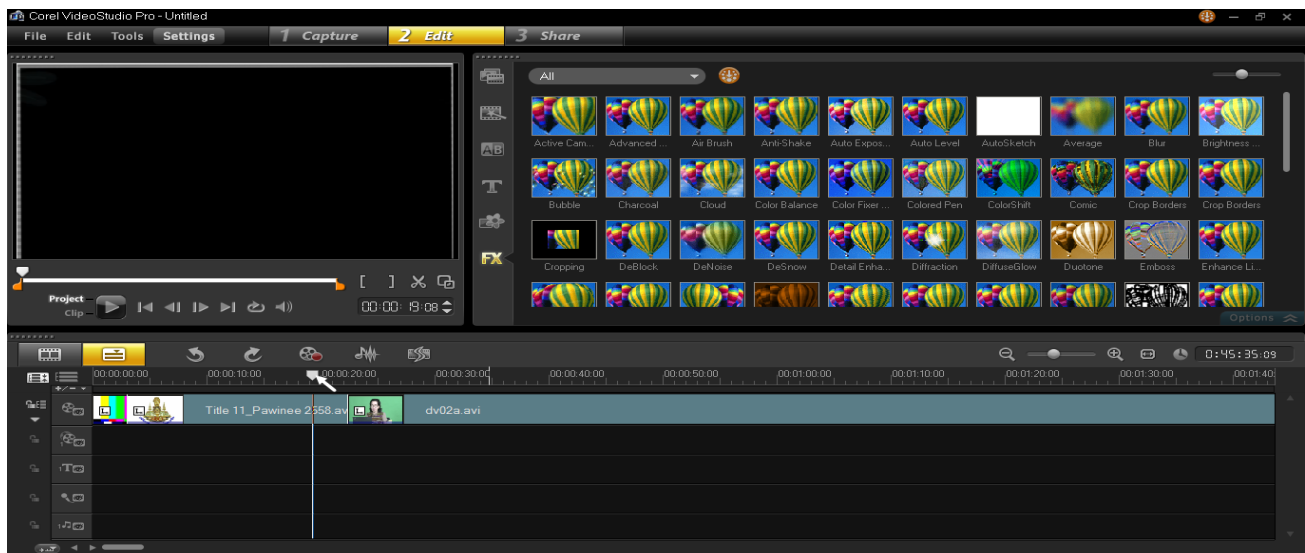 Corel VideoStudio Pro - Untitled
File Edit Tools Settings 1 Capture 2 Edit 3 Share
All
Active Cam... Advanced ... Air Brush Anti-Shake Auto Expos... Auto Level AutoSketch Average Blur Brightness ...
Bubble Charcoal Cloud Color Balance Color Fixer ... Colored Pen ColorShift Comic Crop Borders Crop Borders
Cropping DeBlock DeNoise DeSnow Detail Enha... Diffraction DiffuseGlow Duotone Emboss Enhance Li...
AB
T
FX
Project
Clip
[ ]
00:00:19:08
Options
0:45:35:09
00:00:00:00 00:00:10:00 00:00:20:00 00:00:30:00 00:00:40:00 00:00:50:00 00:01:00:00 00:01:10:00 00:01:20:00 00:01:30:00 00:01:40:
Title 11_Pawinee 2558.av dv02a.avi
1T